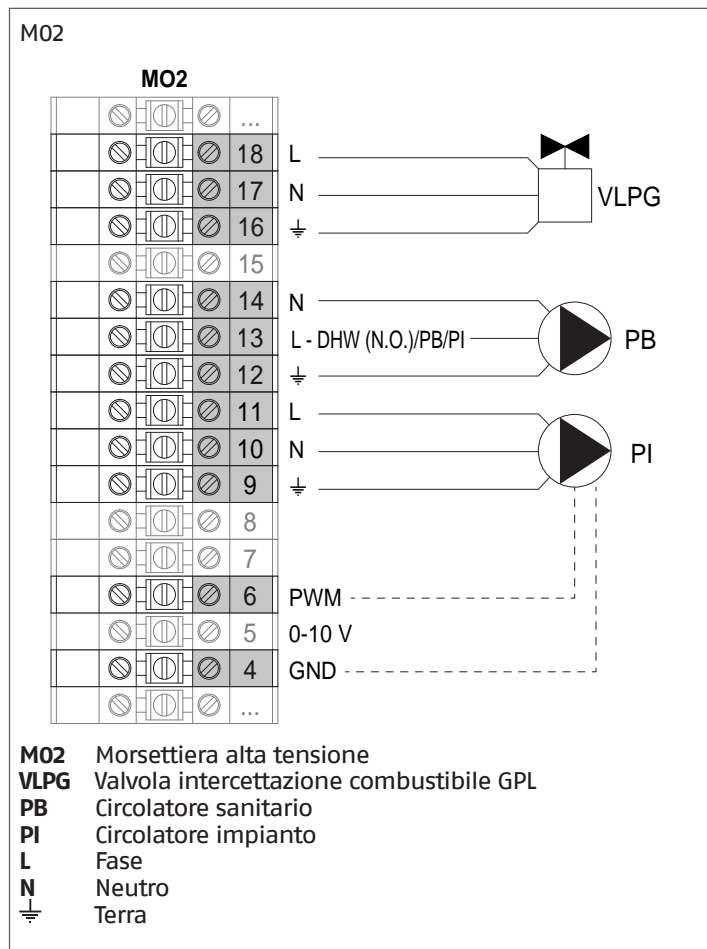 M02
MO2
...
18 L
17 N VLPG
16
15
14 N
13 L - DHW (N.O.)/PB/PI PB
12
11 L
10 N PI
9
8
7
6 PWM
5 0-10 V
4 GND
...
M02 Morsettiera alta tensione
VLPG Valvola intercettazione combustibile GPL
PB Circolatore sanitario
PI Circolatore impianto
L Fase
N Neutro
⏚ Terra